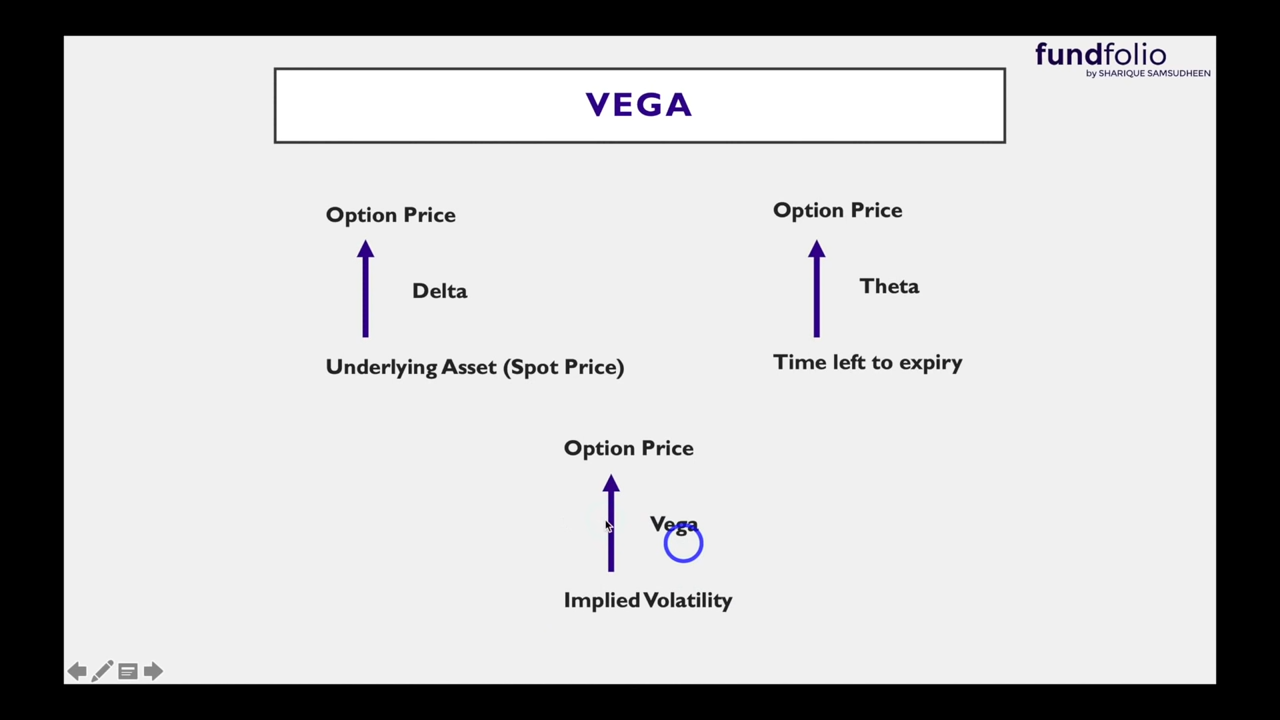 fundfolio
by SHARIQUE SAMSUDHEEN
VEGA
Option Price
Delta
Underlying Asset (Spot Price)
Option Price
Theta
Time left to expiry
Option Price
Vega
Implied Volatility